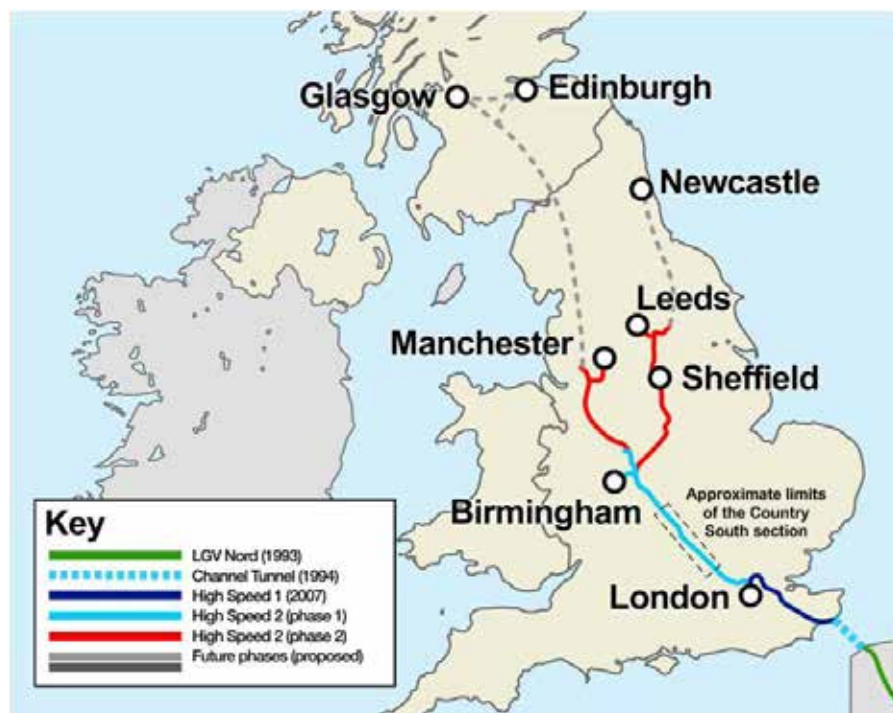 Glasgow
Edinburgh
Newcastle
Leeds
Manchester
Sheffield
Birmingham
Approximate limits
of the Country
South section
London
Key
LGV Nord (1993)
Channel Tunnel (1994)
High Speed 1 (2007)
High Speed 2 (phase 1)
High Speed 2 (phase 2)
Future phases (proposed)